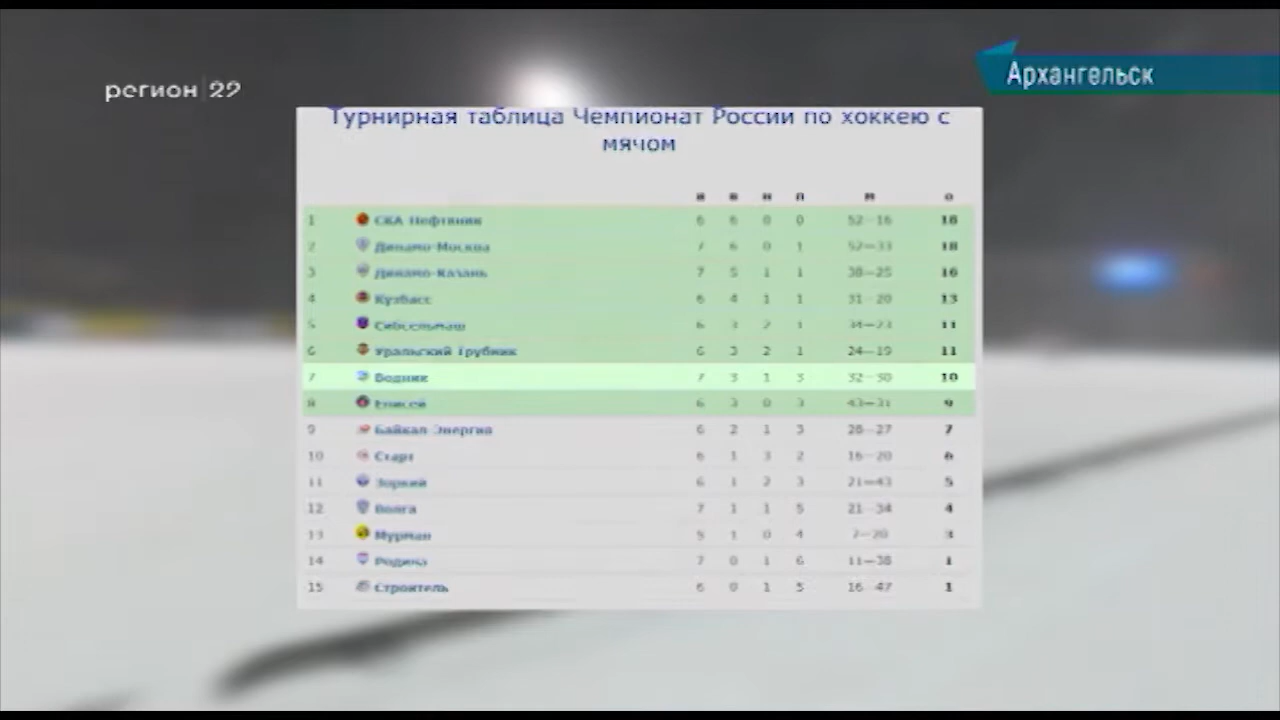 регион 29
Архангельск
Турнирная таблица Чемпионат России по хоккею с
мячом
И В Н П М О
1 СКА Нефтяник 6 6 0 0 52–16 18
2 Динамо-Москва 7 6 0 1 52–33 18
3 Динамо-Казань 7 5 1 1 38–25 16
4 Кузбасс 6 4 1 1 31–20 13
5 Сибсельмаш 6 3 2 1 34–23 11
6 Уральский Трубник 6 3 2 1 24–19 11
7 Водник 7 3 1 3 32–30 10
8 Енисей 6 3 0 3 43–31 9
9 Байкал Энергия 6 2 1 3 26–27 7
10 Старт 6 1 3 2 16–20 6
11 Зоркий 6 1 2 3 21–43 5
12 Волга 7 1 1 5 21–34 4
13 Мурман 5 1 0 4 7–20 3
14 Родина 7 0 1 6 11–38 1
15 Строитель 6 0 1 5 16–47 1